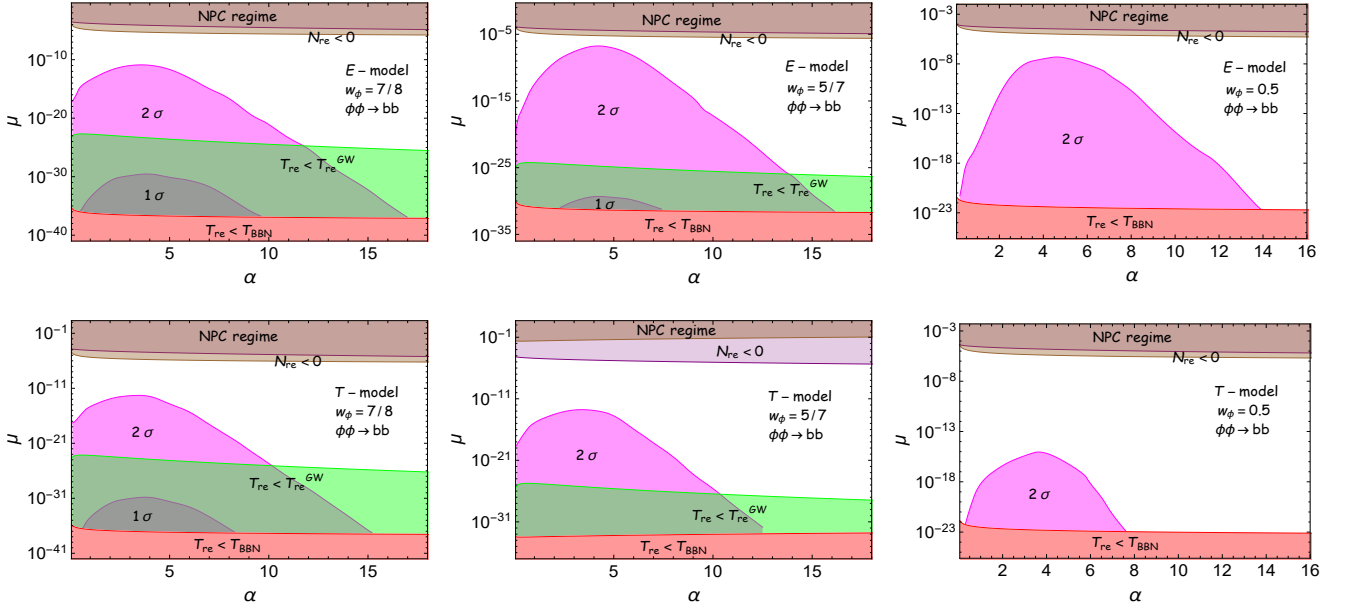 NPC regime
N_re < 0
E – model
w_ϕ = 7/8
ϕϕ → bb
2 σ
T_re < T_re^GW
1 σ
T_re < T_BBN
10^-10
10^-20
10^-30
10^-40
μ
5 10 15
α
NPC regime
N_re < 0
E – model
w_ϕ = 5/7
ϕϕ → bb
2 σ
T_re < T_re^GW
1 σ
T_re < T_BBN
10^-5
10^-15
10^-25
10^-35
μ
5 10 15
α
NPC regime
N_re < 0
E – model
w_ϕ = 0.5
ϕϕ → bb
2 σ
T_re < T_BBN
10^-3
10^-8
10^-13
10^-18
10^-23
μ
2 4 6 8 10 12 14 16
α
NPC regime
N_re < 0
T – model
w_ϕ = 7/8
ϕϕ → bb
2 σ
T_re < T_re^GW
1 σ
T_re < T_BBN
10^-1
10^-11
10^-21
10^-31
10^-41
μ
5 10 15
α
NPC regime
N_re < 0
T – model
w_ϕ = 5/7
ϕϕ → bb
2 σ
T_re < T_re^GW
T_re < T_BBN
10^-1
10^-11
10^-21
10^-31
μ
5 10 15
α
NPC regime
N_re < 0
T – model
w_ϕ = 0.5
ϕϕ → bb
2 σ
T_re < T_BBN
10^-3
10^-8
10^-13
10^-18
10^-23
μ
2 4 6 8 10 12 14 16
α